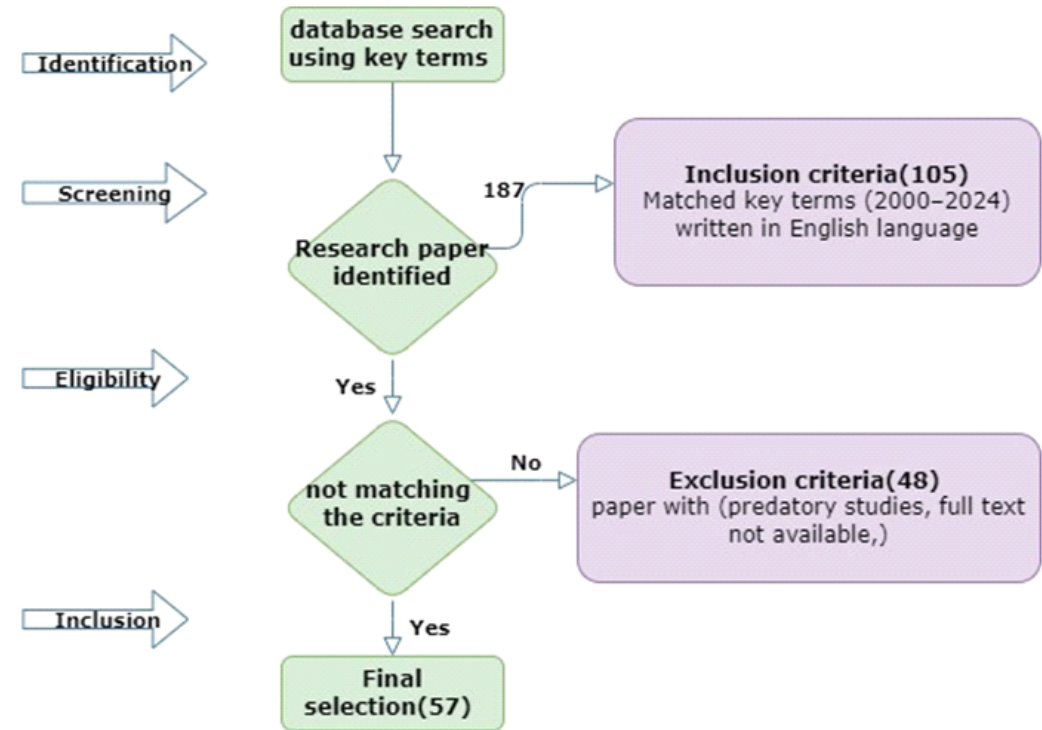 database search
using key terms
Identification
Screening
187
Inclusion criteria(105)
Matched key terms (2000–2024)
written in English language
Research paper
identified
Eligibility
Yes
No
not matching
the criteria
Exclusion criteria(48)
paper with (predatory studies, full text
not available,)
Inclusion
Yes
Final
selection(57)